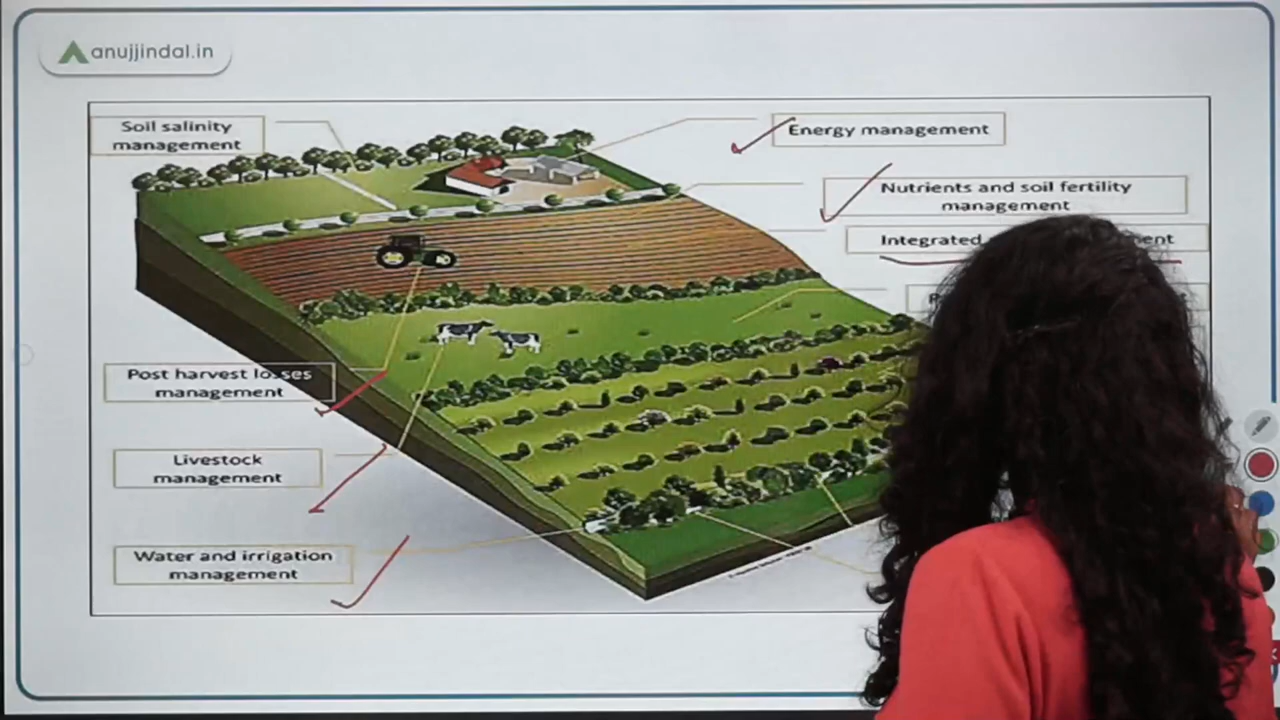 anujjindal.in
Soil salinity
management
Energy management
Nutrients and soil fertility
management
Integrated
Post harvest losses
management
Livestock
management
Water and irrigation
management